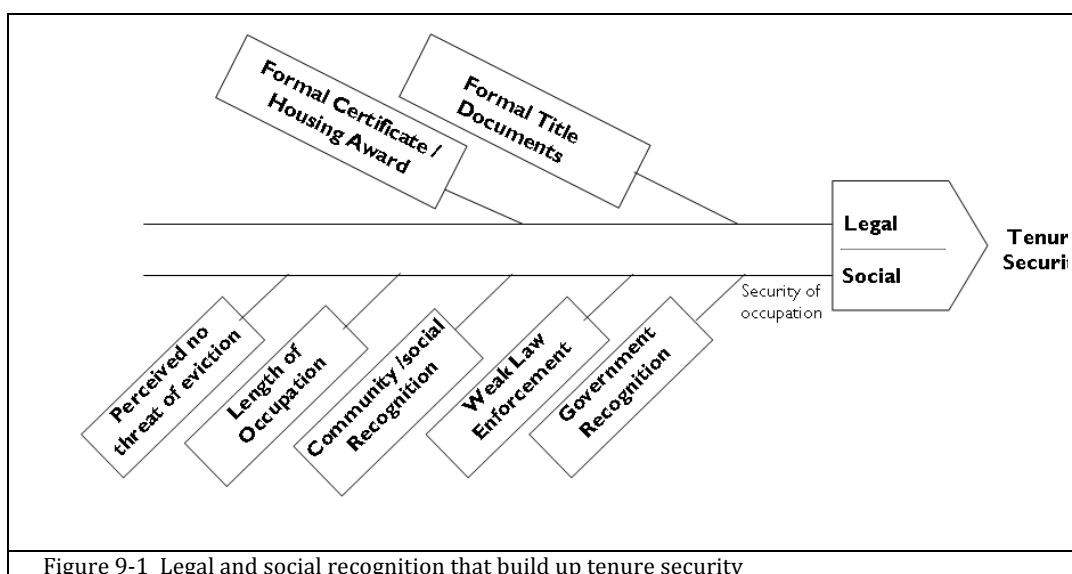 Formal Certificate /
Housing Award
Formal Title
Documents
Legal
Social
Tenur
Securi
Security of
occupation
Perceived no
threat of eviction
Length of
Occupation
Community /social
Recognition
Weak Law
Enforcement
Government
Recognition
Figure 9-1  Legal and social recognition that build up tenure security